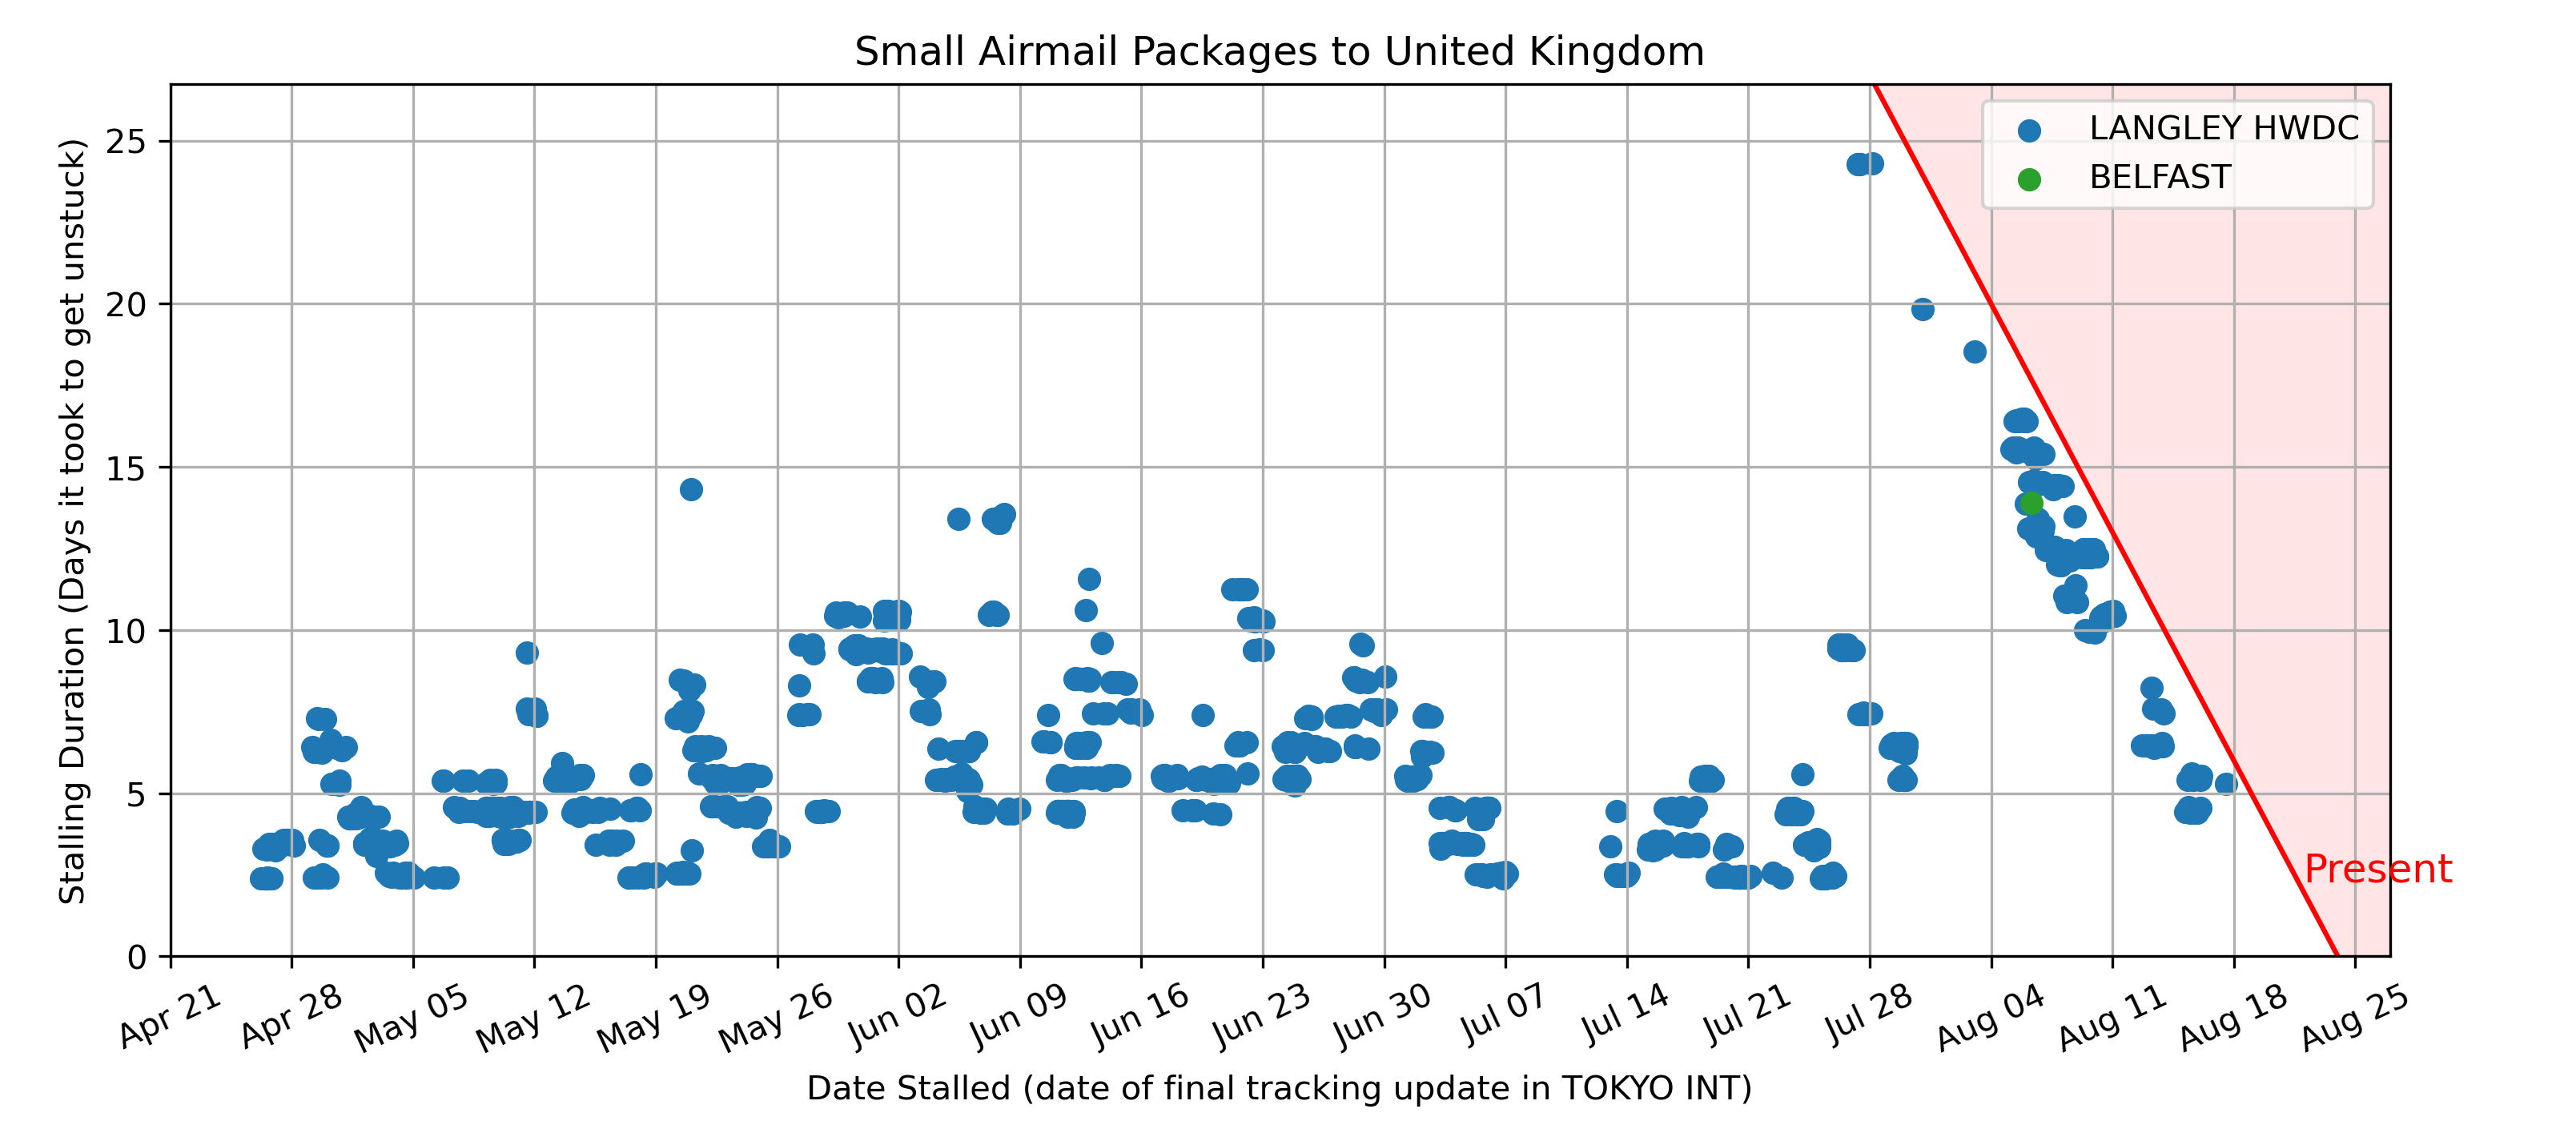 Small Airmail Packages to United Kingdom
Stalling Duration (Days it took to get unstuck)
25
20
15
10
5
0
LANGLEY HWDC
BELFAST
Present
Apr 21
Apr 28
May 05
May 12
May 19
May 26
Jun 02
Jun 09
Jun 16
Jun 23
Jun 30
Jul 07
Jul 14
Jul 21
Jul 28
Aug 04
Aug 11
Aug 18
Aug 25
Date Stalled (date of final tracking update in TOKYO INT)